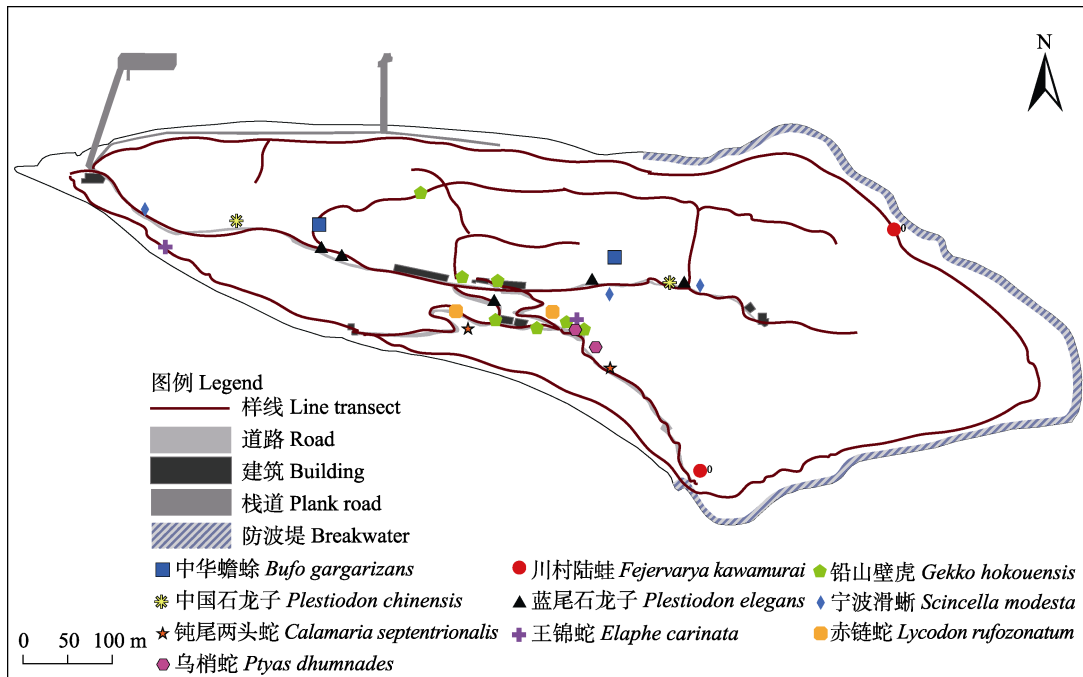 N
0
0
图例 Legend
样线 Line transect
道路 Road
建筑 Building
栈道 Plank road
防波堤 Breakwater
中华蟾蜍 Bufo gargarizans
川村陆蛙 Fejervarya kawamurai
铅山壁虎 Gekko hokouensis
中国石龙子 Plestiodon chinensis
蓝尾石龙子 Plestiodon elegans
宁波滑蜥 Scincella modesta
钝尾两头蛇 Calamaria septentrionalis
王锦蛇 Elaphe carinata
赤链蛇 Lycodon rufozonatum
乌梢蛇 Ptyas dhumnades
0 50 100 m